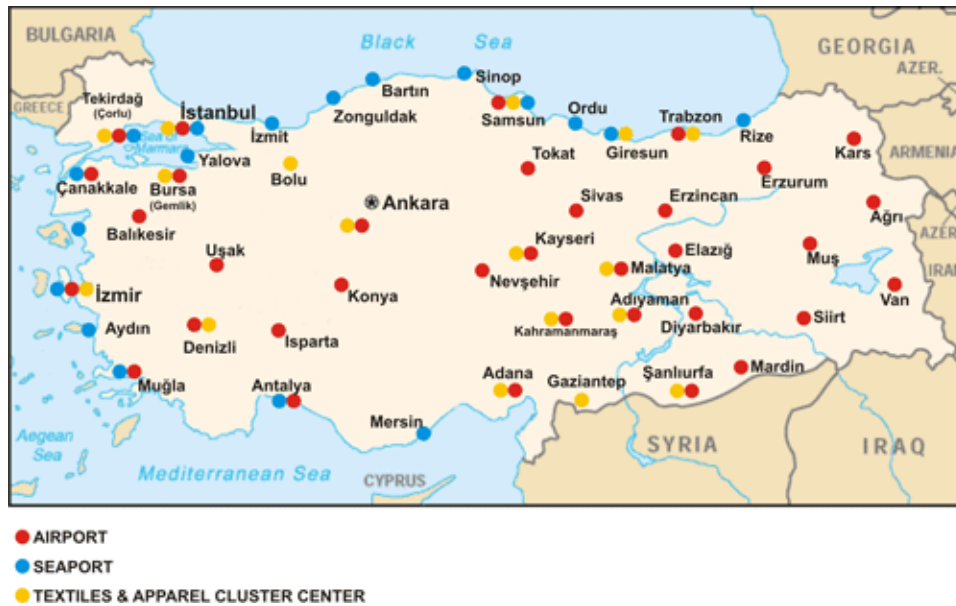 BULGARIA
Black Sea
GEORGIA
AZER.
GREECE
Tekirdağ
(Çorlu)
İstanbul
Sea of
Marmara
İzmit
Yalova
Zonguldak
Bartın
Sinop
Samsun
Ordu
Giresun
Trabzon
Rize
Kars
ARMENIA
Çanakkale
Bursa
(Gemlik)
Bolu
Tokat
Erzurum
Ankara
Sivas
Erzincan
Ağrı
AZER
Balıkesir
Uşak
Kayseri
Elazığ
Muş
IRAN
Nevşehir
Malatya
Van
İzmir
Konya
Adıyaman
Siirt
Aydın
Denizli
Isparta
Kahramanmaraş
Diyarbakır
Muğla
Antalya
Adana
Gaziantep
Şanlıurfa
Mardin
Mersin
Aegean
Sea
Mediterranean Sea
CYPRUS
SYRIA
IRAQ
AIRPORT
SEAPORT
TEXTILES & APPAREL CLUSTER CENTER